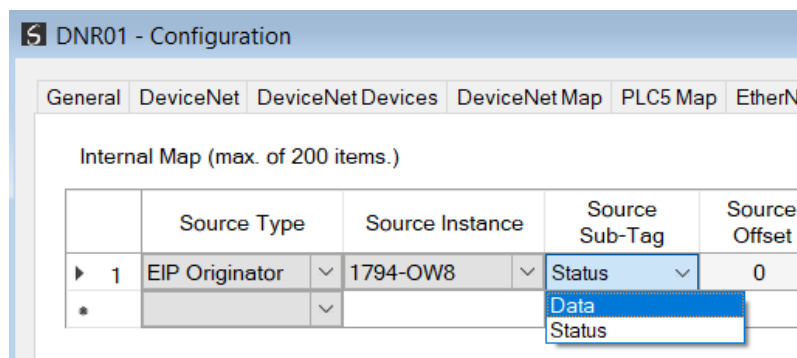 DNR01 - Configuration
General DeviceNet DeviceNet Devices DeviceNet Map PLC5 Map EtherN
Internal Map (max. of 200 items.)
Source Type Source Instance Source Sub-Tag Source Offset
1 EIP Originator 1794-OW8 Status 0
Data
Status